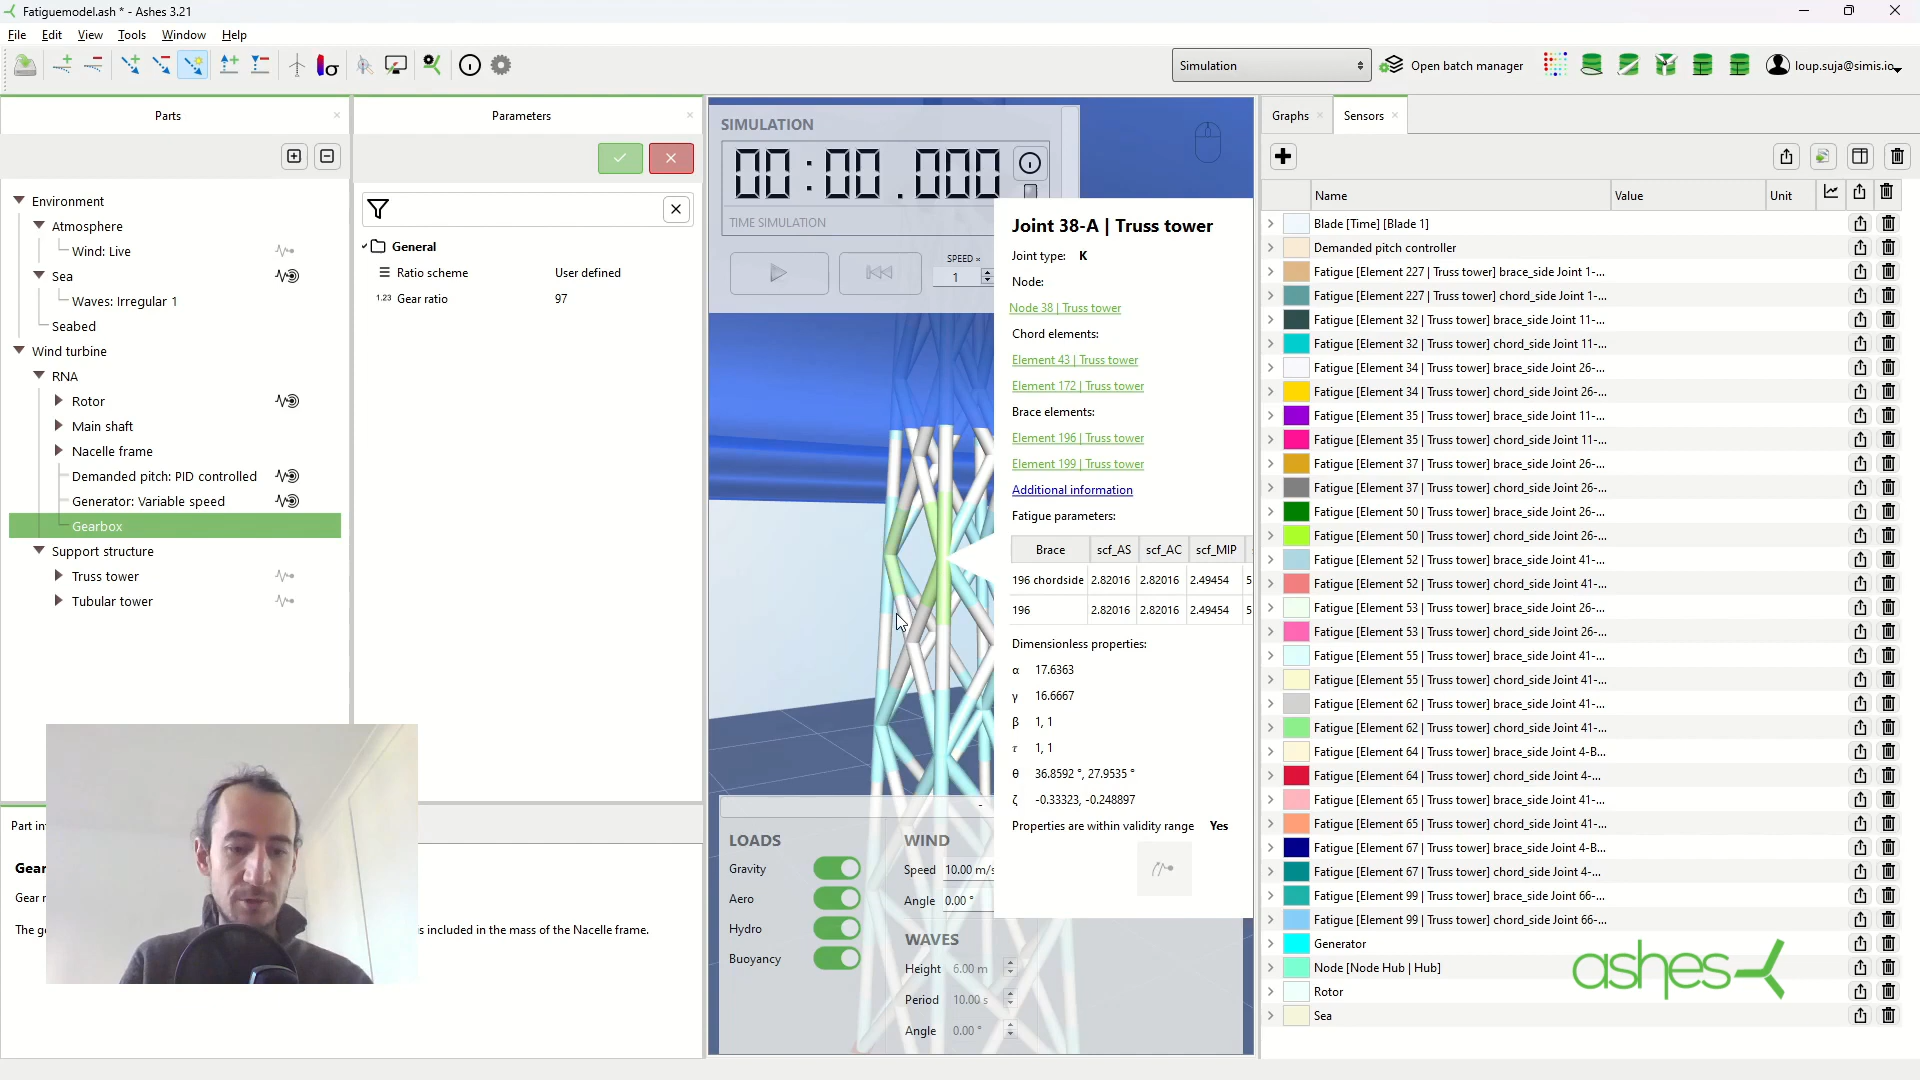 Fatiguemodel.ash * - Ashes 3.21
File Edit View Tools Window Help
Simulation
Open batch manager
loup.suja@simis.io
Parts
Environment
Atmosphere
Wind: Live
Sea
Waves: Irregular 1
Seabed
Wind turbine
RNA
Rotor
Main shaft
Nacelle frame
Demanded pitch: PID controlled
Generator: Variable speed
Gearbox
Support structure
Truss tower
Tubular tower
Parameters
General
Ratio scheme User defined
1.23 Gear ratio 97
Part in
Gear
Gear r
The ge
is included in the mass of the Nacelle frame.
SIMULATION
00:00.000
TIME SIMULATION
SPEED ×
1
Joint 38-A | Truss tower
Joint type: K
Node:
Node 38 | Truss tower
Chord elements:
Element 43 | Truss tower
Element 172 | Truss tower
Brace elements:
Element 196 | Truss tower
Element 199 | Truss tower
Additional information
Fatigue parameters:
Brace scf_AS scf_AC scf_MIP
196 chordside 2.82016 2.82016 2.49454 5
196 2.82016 2.82016 2.49454 5
Dimensionless properties:
α 17.6363
γ 16.6667
β 1, 1
τ 1, 1
θ 36.8592 °, 27.9535 °
ζ -0.33323, -0.248897
Properties are within validity range Yes
LOADS
Gravity
Aero
Hydro
Buoyancy
WIND
Speed 10.00 m/s
Angle 0.00 °
WAVES
Height 6.00 m
Period 10.00 s
Angle 0.00 °
Graphs Sensors
Name Value Unit
Blade [Time] [Blade 1]
Demanded pitch controller
Fatigue [Element 227 | Truss tower] brace_side Joint 1-...
Fatigue [Element 227 | Truss tower] chord_side Joint 1-...
Fatigue [Element 32 | Truss tower] brace_side Joint 11-...
Fatigue [Element 32 | Truss tower] chord_side Joint 11-...
Fatigue [Element 34 | Truss tower] brace_side Joint 26-...
Fatigue [Element 34 | Truss tower] chord_side Joint 26-...
Fatigue [Element 35 | Truss tower] brace_side Joint 11-...
Fatigue [Element 35 | Truss tower] chord_side Joint 11-...
Fatigue [Element 37 | Truss tower] brace_side Joint 26-...
Fatigue [Element 37 | Truss tower] chord_side Joint 26-...
Fatigue [Element 50 | Truss tower] brace_side Joint 26-...
Fatigue [Element 50 | Truss tower] chord_side Joint 26-...
Fatigue [Element 52 | Truss tower] brace_side Joint 41-...
Fatigue [Element 52 | Truss tower] chord_side Joint 41-...
Fatigue [Element 53 | Truss tower] brace_side Joint 26-...
Fatigue [Element 53 | Truss tower] chord_side Joint 26-...
Fatigue [Element 55 | Truss tower] brace_side Joint 41-...
Fatigue [Element 55 | Truss tower] chord_side Joint 41-...
Fatigue [Element 62 | Truss tower] brace_side Joint 41-...
Fatigue [Element 62 | Truss tower] chord_side Joint 41-...
Fatigue [Element 64 | Truss tower] brace_side Joint 4-B...
Fatigue [Element 64 | Truss tower] chord_side Joint 4-...
Fatigue [Element 65 | Truss tower] brace_side Joint 41-...
Fatigue [Element 65 | Truss tower] chord_side Joint 41-...
Fatigue [Element 67 | Truss tower] brace_side Joint 4-B...
Fatigue [Element 67 | Truss tower] chord_side Joint 4-...
Fatigue [Element 99 | Truss tower] brace_side Joint 66-...
Fatigue [Element 99 | Truss tower] chord_side Joint 66-...
Generator
Node [Node Hub | Hub]
Rotor
Sea
ashes